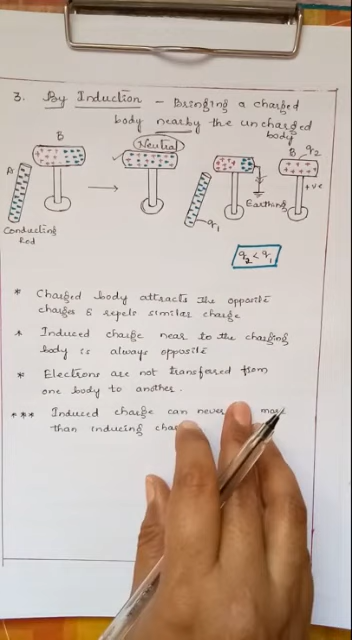 3. By Induction - Bringing a charged
body nearby the uncharged
body
B
Neutral
A
B q2
+ve
Earthing
q1
Conducting
Rod
q2 < q1
* Charged body attracts the opposite
charges & repels similar charge
* Induced charge near to the charging
body is always opposite
* Electrons are not transfered from
one body to another.
*** Induced charge can never
than inducing